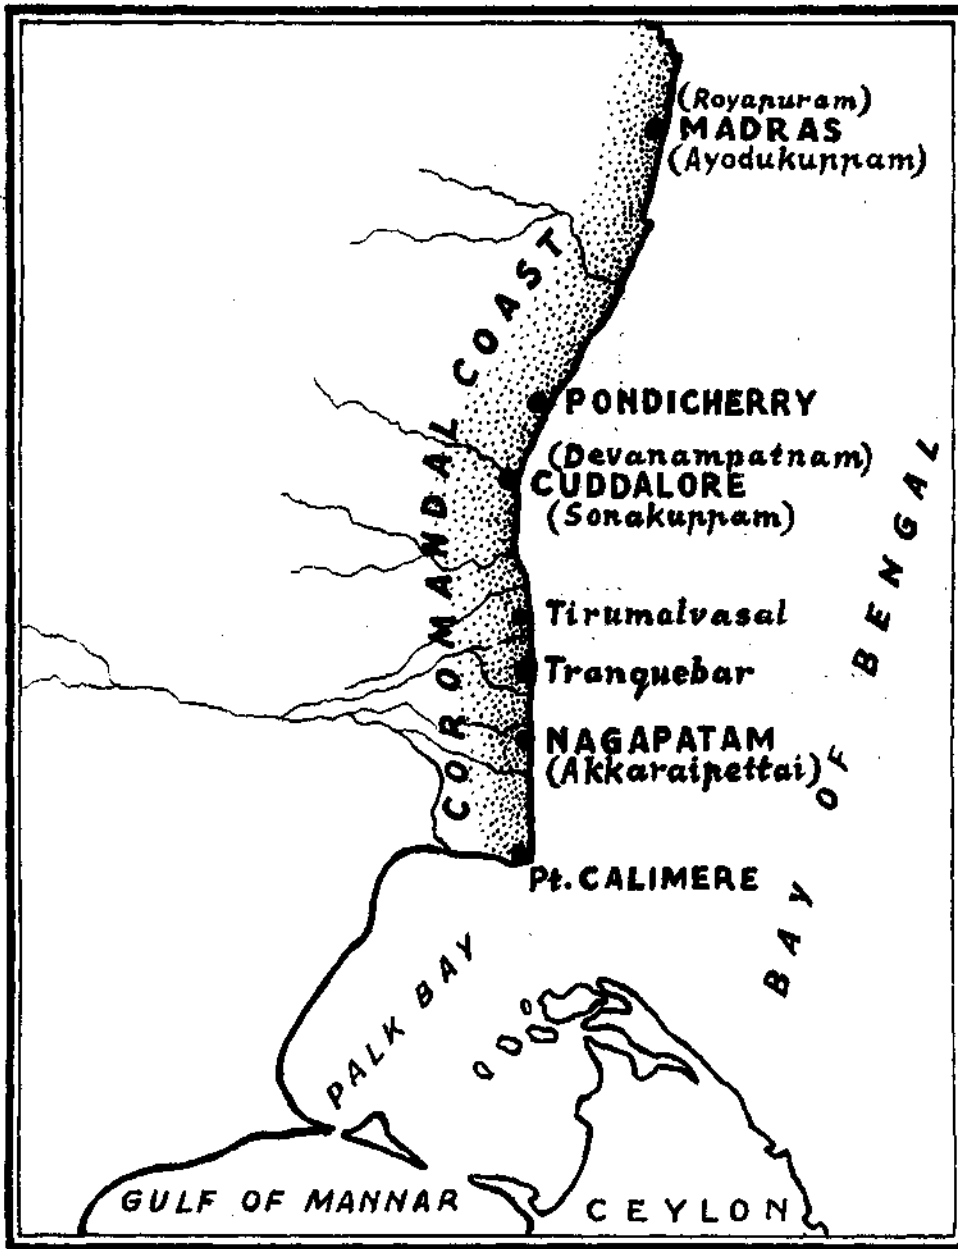 (Royapuram)
MADRAS
(Ayodukuppam)
COROMANDAL COAST
PONDICHERRY
(Devanampatnam)
CUDDALORE
(Sonakuppam)
Tirumalvasal
Tranquebar
NAGAPATAM
(Akkaraipettai)
Pt. CALIMERE
BAY OF BENGAL
PALK BAY
GULF OF MANNAR
CEYLON